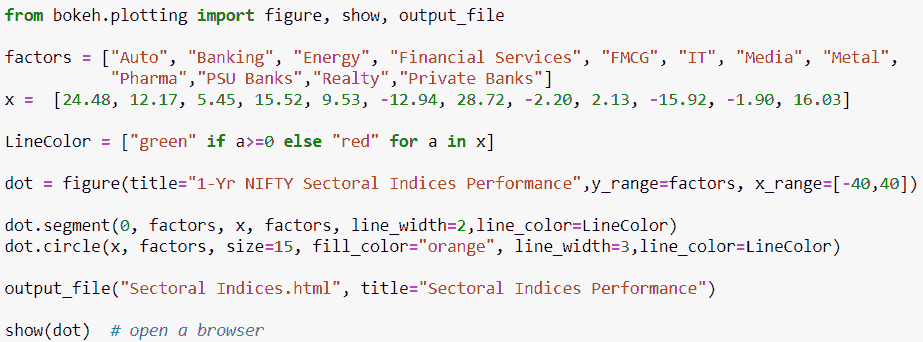 from bokeh.plotting import figure, show, output_file
factors = ["Auto", "Banking", "Energy", "Financial Services", "FMCG", "IT", "Media", "Metal",
"Pharma","PSU Banks","Realty","Private Banks"]
x =  [24.48, 12.17, 5.45, 15.52, 9.53, -12.94, 28.72, -2.20, 2.13, -15.92, -1.90, 16.03]
LineColor = ["green" if a>=0 else "red" for a in x]
dot = figure(title="1-Yr NIFTY Sectoral Indices Performance",y_range=factors, x_range=[-40,40])
dot.segment(0, factors, x, factors, line_width=2,line_color=LineColor)
dot.circle(x, factors, size=15, fill_color="orange", line_width=3,line_color=LineColor)
output_file("Sectoral Indices.html", title="Sectoral Indices Performance")
show(dot)  # open a browser